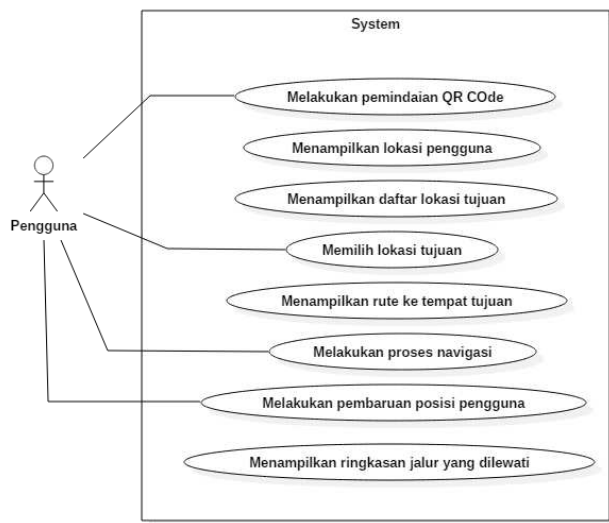 System
Melakukan pemindaian QR COde
Menampilkan lokasi pengguna
Menampilkan daftar lokasi tujuan
Pengguna
Memilih lokasi tujuan
Menampilkan rute ke tempat tujuan
Melakukan proses navigasi
Melakukan pembaruan posisi pengguna
Menampilkan ringkasan jalur yang dilewati